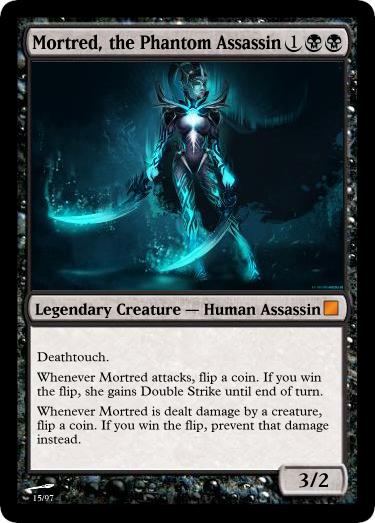 Mortred, the Phantom Assassin 1
Legendary Creature — Human Assassin
Deathtouch.
Whenever Mortred attacks, flip a coin. If you win
the flip, she gains Double Strike until end of turn.
Whenever Mortred is dealt damage by a creature,
flip a coin. If you win the flip, prevent that damage
instead.
3/2
15/97